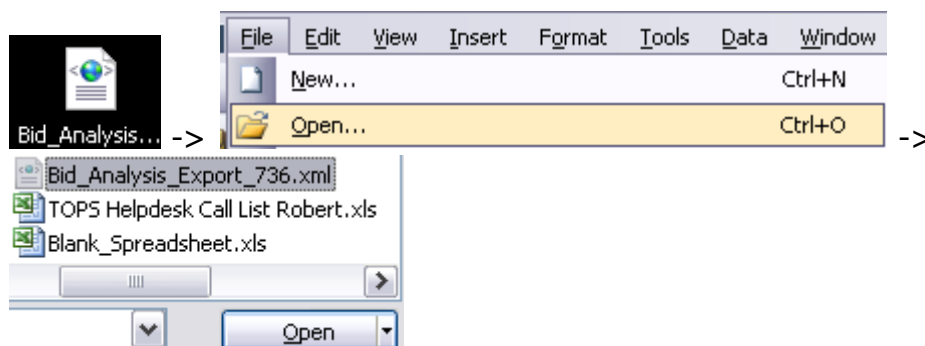 File Edit View Insert Format Tools Data Window
New... Ctrl+N
Bid_Analysis... -> Open... Ctrl+O ->
Bid_Analysis_Export_736.xml
TOPS Helpdesk Call List Robert.xls
Blank_Spreadsheet.xls
Open